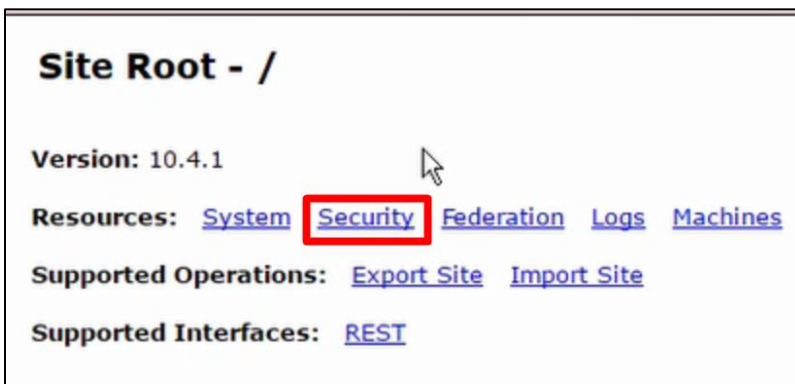 Site Root - /
Version: 10.4.1
Resources: System Security Federation Logs Machines
Supported Operations: Export Site Import Site
Supported Interfaces: REST